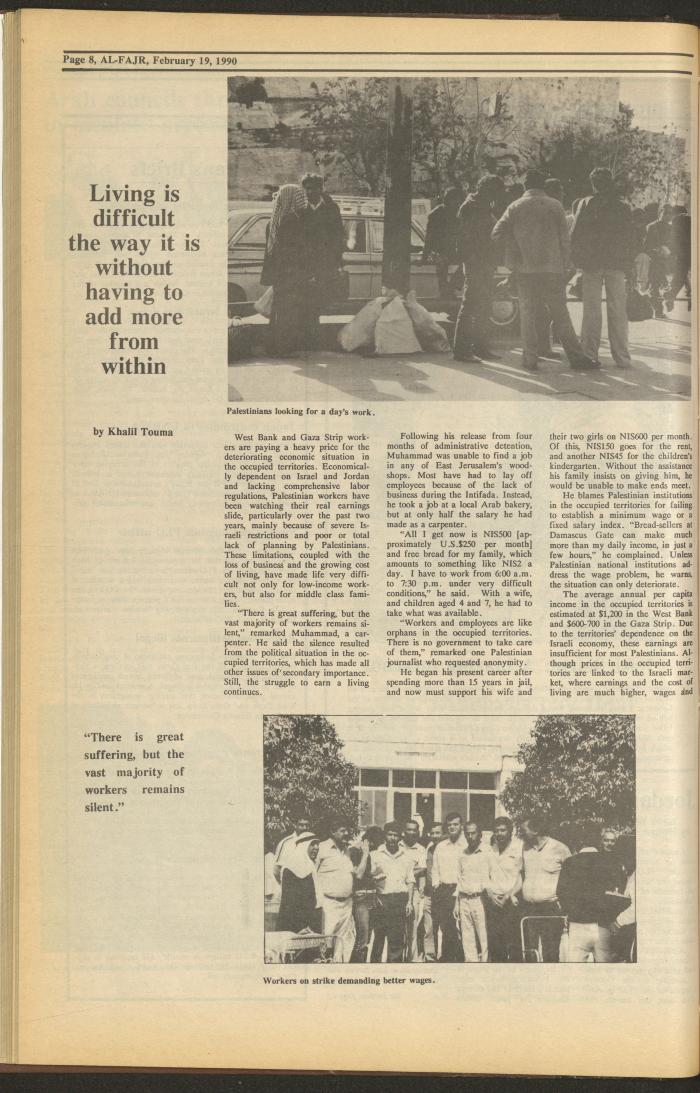 Page 8, AL-FAJR, February 19, 1990
Living is
difficult
the way it is
without
having to
add more
from
within
Palestinians looking for a day's work.
by Khalil Touma
West Bank and Gaza Strip work-
ers are paying a heavy price for the
deteriorating economic situation in
the occupied territories. Economical-
ly dependent on Israel and Jordan
and lacking comprehensive labor
regulations, Palestinian workers have
been watching their real earnings
slide, particularly over the past two
years, mainly because of severe Is-
raeli restrictions and poor or total
lack of planning by Palestinians.
These limitations, coupled with the
loss of business and the growing cost
of living, have made life very diffi-
cult not only for low-income work-
ers, but also for middle class fami-
lies.
"There is great suffering, but the
vast majority of workers remains si-
lent," remarked Muhammad, a car-
penter. He said the silence resulted
from the political situation in the oc-
cupied territories, which has made all
other issues of secondary importance.
Still, the struggle to earn a living
continues.
Following his release from four
months of administrative detention,
Muhammad was unable to find a job
in any of East Jerusalem's wood-
shops. Most have had to lay off
employees because of the lack of
business during the Intifada. Instead,
he took a job at a local Arab bakery,
but at only half the salary he had
made as a carpenter.
"All I get now is NIS500 [ap-
proximately U.S.$250 per month]
and free bread for my family, which
amounts to something like NIS2 a
day. I have to work from 6:00 a.m.
to 7:30 p.m. under very difficult
conditions," he said. With a wife,
and children aged 4 and 7, he had to
take what was available.
"Workers and employees are like
orphans in the occupied territories.
There is no government to take care
of them," remarked one Palestinian
journalist who requested anonymity.
He began his present career after
spending more than 15 years in jail,
and now must support his wife and
their two girls on NIS600 per month.
Of this, NIS150 goes for the rent,
and another NIS45 for the children's
kindergarten. Without the assistance
his family insists on giving him, he
would be unable to make ends meet.
He blames Palestinian institutions
in the occupied territories for failing
to establish a minimum wage or a
fixed salary index. "Bread-sellers at
Damascus Gate can make much
more than my daily income, in just a
few hours," he complained. Unless
Palestinian national institutions ad-
dress the wage problem, he warns,
the situation can only deteriorate.
The average annual per capita
income in the occupied territories is
estimated at $1,200 in the West Bank
and $600-700 in the Gaza Strip. Due
to the territories' dependence on the
Israeli economy, these earnings are
insufficient for most Palestinians. Al-
though prices in the occupied terri-
tories are linked to the Israeli mar-
ket, where earnings and the cost of
living are much higher, wages and
"There is great
suffering, but the
vast majority of
workers remains
silent."
Workers on strike demanding better wages.